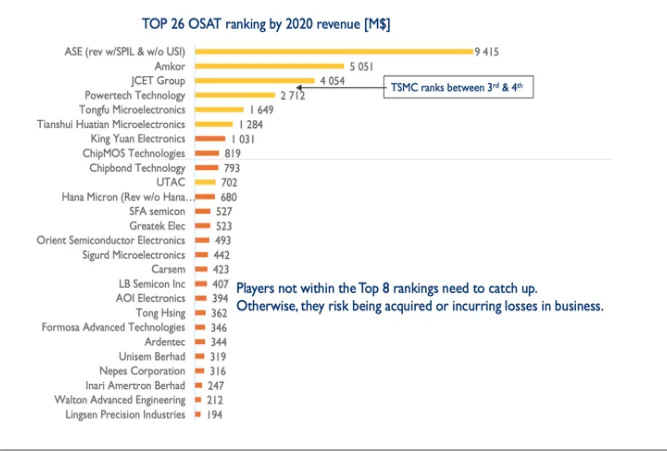 TOP 26 OSAT ranking by 2020 revenue [M$]
ASE (rev w/SPIL & w/o USI) 9 415
Amkor 5 051
JCET Group 4 054
Powertech Technology 2 712
TSMC ranks between 3rd & 4th
Tongfu Microelectronics 1 649
Tianshui Huatian Microelectronics 1 284
King Yuan Electronics 1 031
ChipMOS Technologies 819
Chipbond Technology 793
UTAC 702
Hana Micron (Rev w/o Hana... 680
SFA semicon 527
Greatek Elec 523
Orient Semiconductor Electronics 493
Sigurd Microelectronics 442
Carsem 423
LB Semicon Inc 407
Players not within the Top 8 rankings need to catch up.
AOI Electronics 394
Otherwise, they risk being acquired or incurring losses in business.
Tong Hsing 362
Formosa Advanced Technologies 346
Ardentec 344
Unisem Berhad 319
Nepes Corporation 316
Inari Amertron Berhad 247
Walton Advanced Engineering 212
Lingsen Precision Industries 194